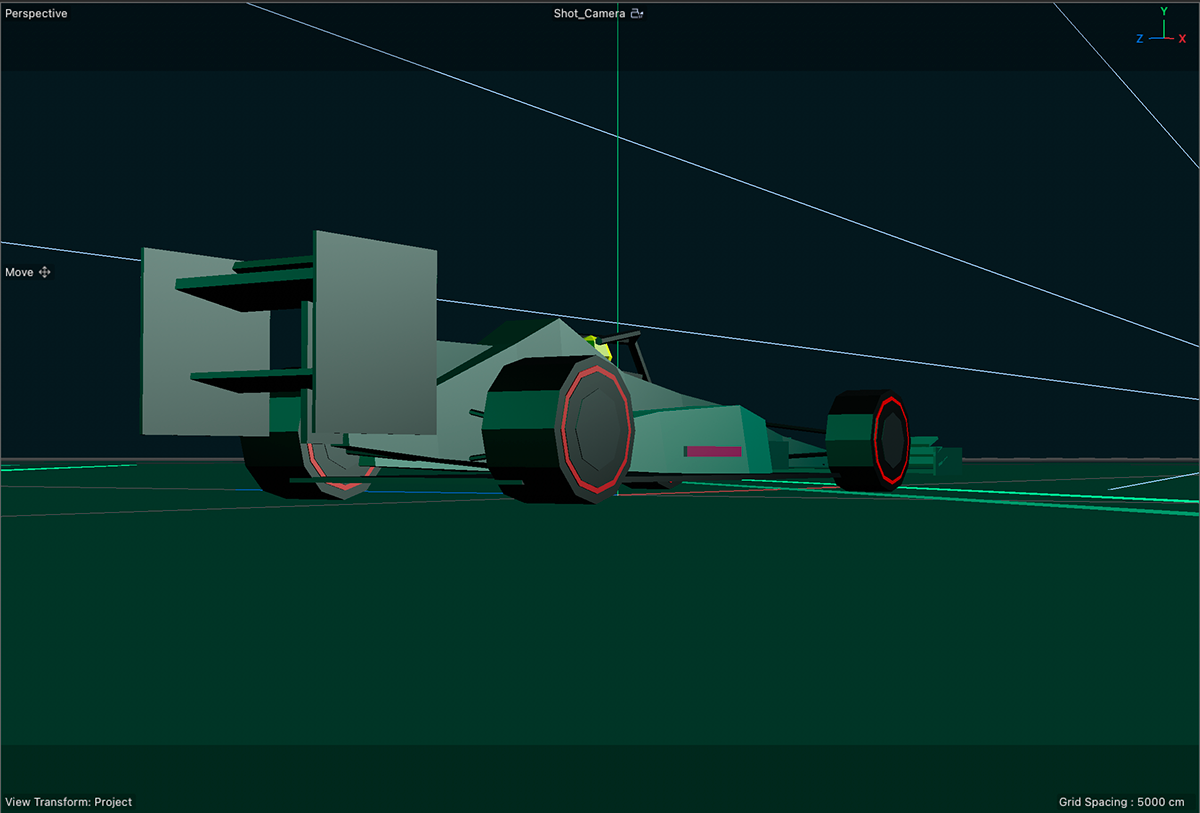 Perspective
Shot_Camera
Y
Z
X
Move
View Transform: Project
Grid Spacing : 5000 cm